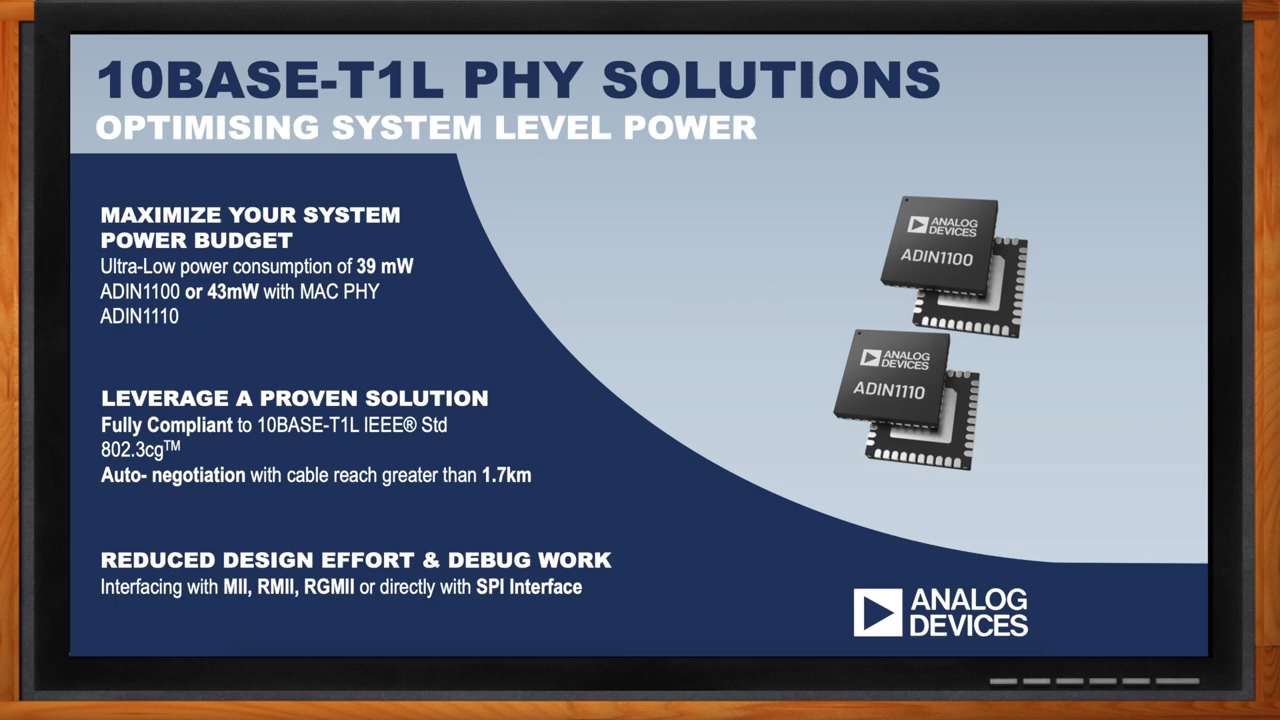 10BASE-T1L PHY SOLUTIONS
OPTIMISING SYSTEM LEVEL POWER
MAXIMIZE YOUR SYSTEM
POWER BUDGET
Ultra-Low power consumption of 39 mW
ADIN1100 or 43mW with MAC PHY
ADIN1110
LEVERAGE A PROVEN SOLUTION
Fully Compliant to 10BASE-T1L IEEE® Std
802.3cg™
Auto- negotiation with cable reach greater than 1.7km
REDUCED DESIGN EFFORT & DEBUG WORK
Interfacing with MII, RMII, RGMII or directly with SPI Interface
ANALOG
DEVICES
ADIN1100
ANALOG
DEVICES
ADIN1110
ANALOG
DEVICES